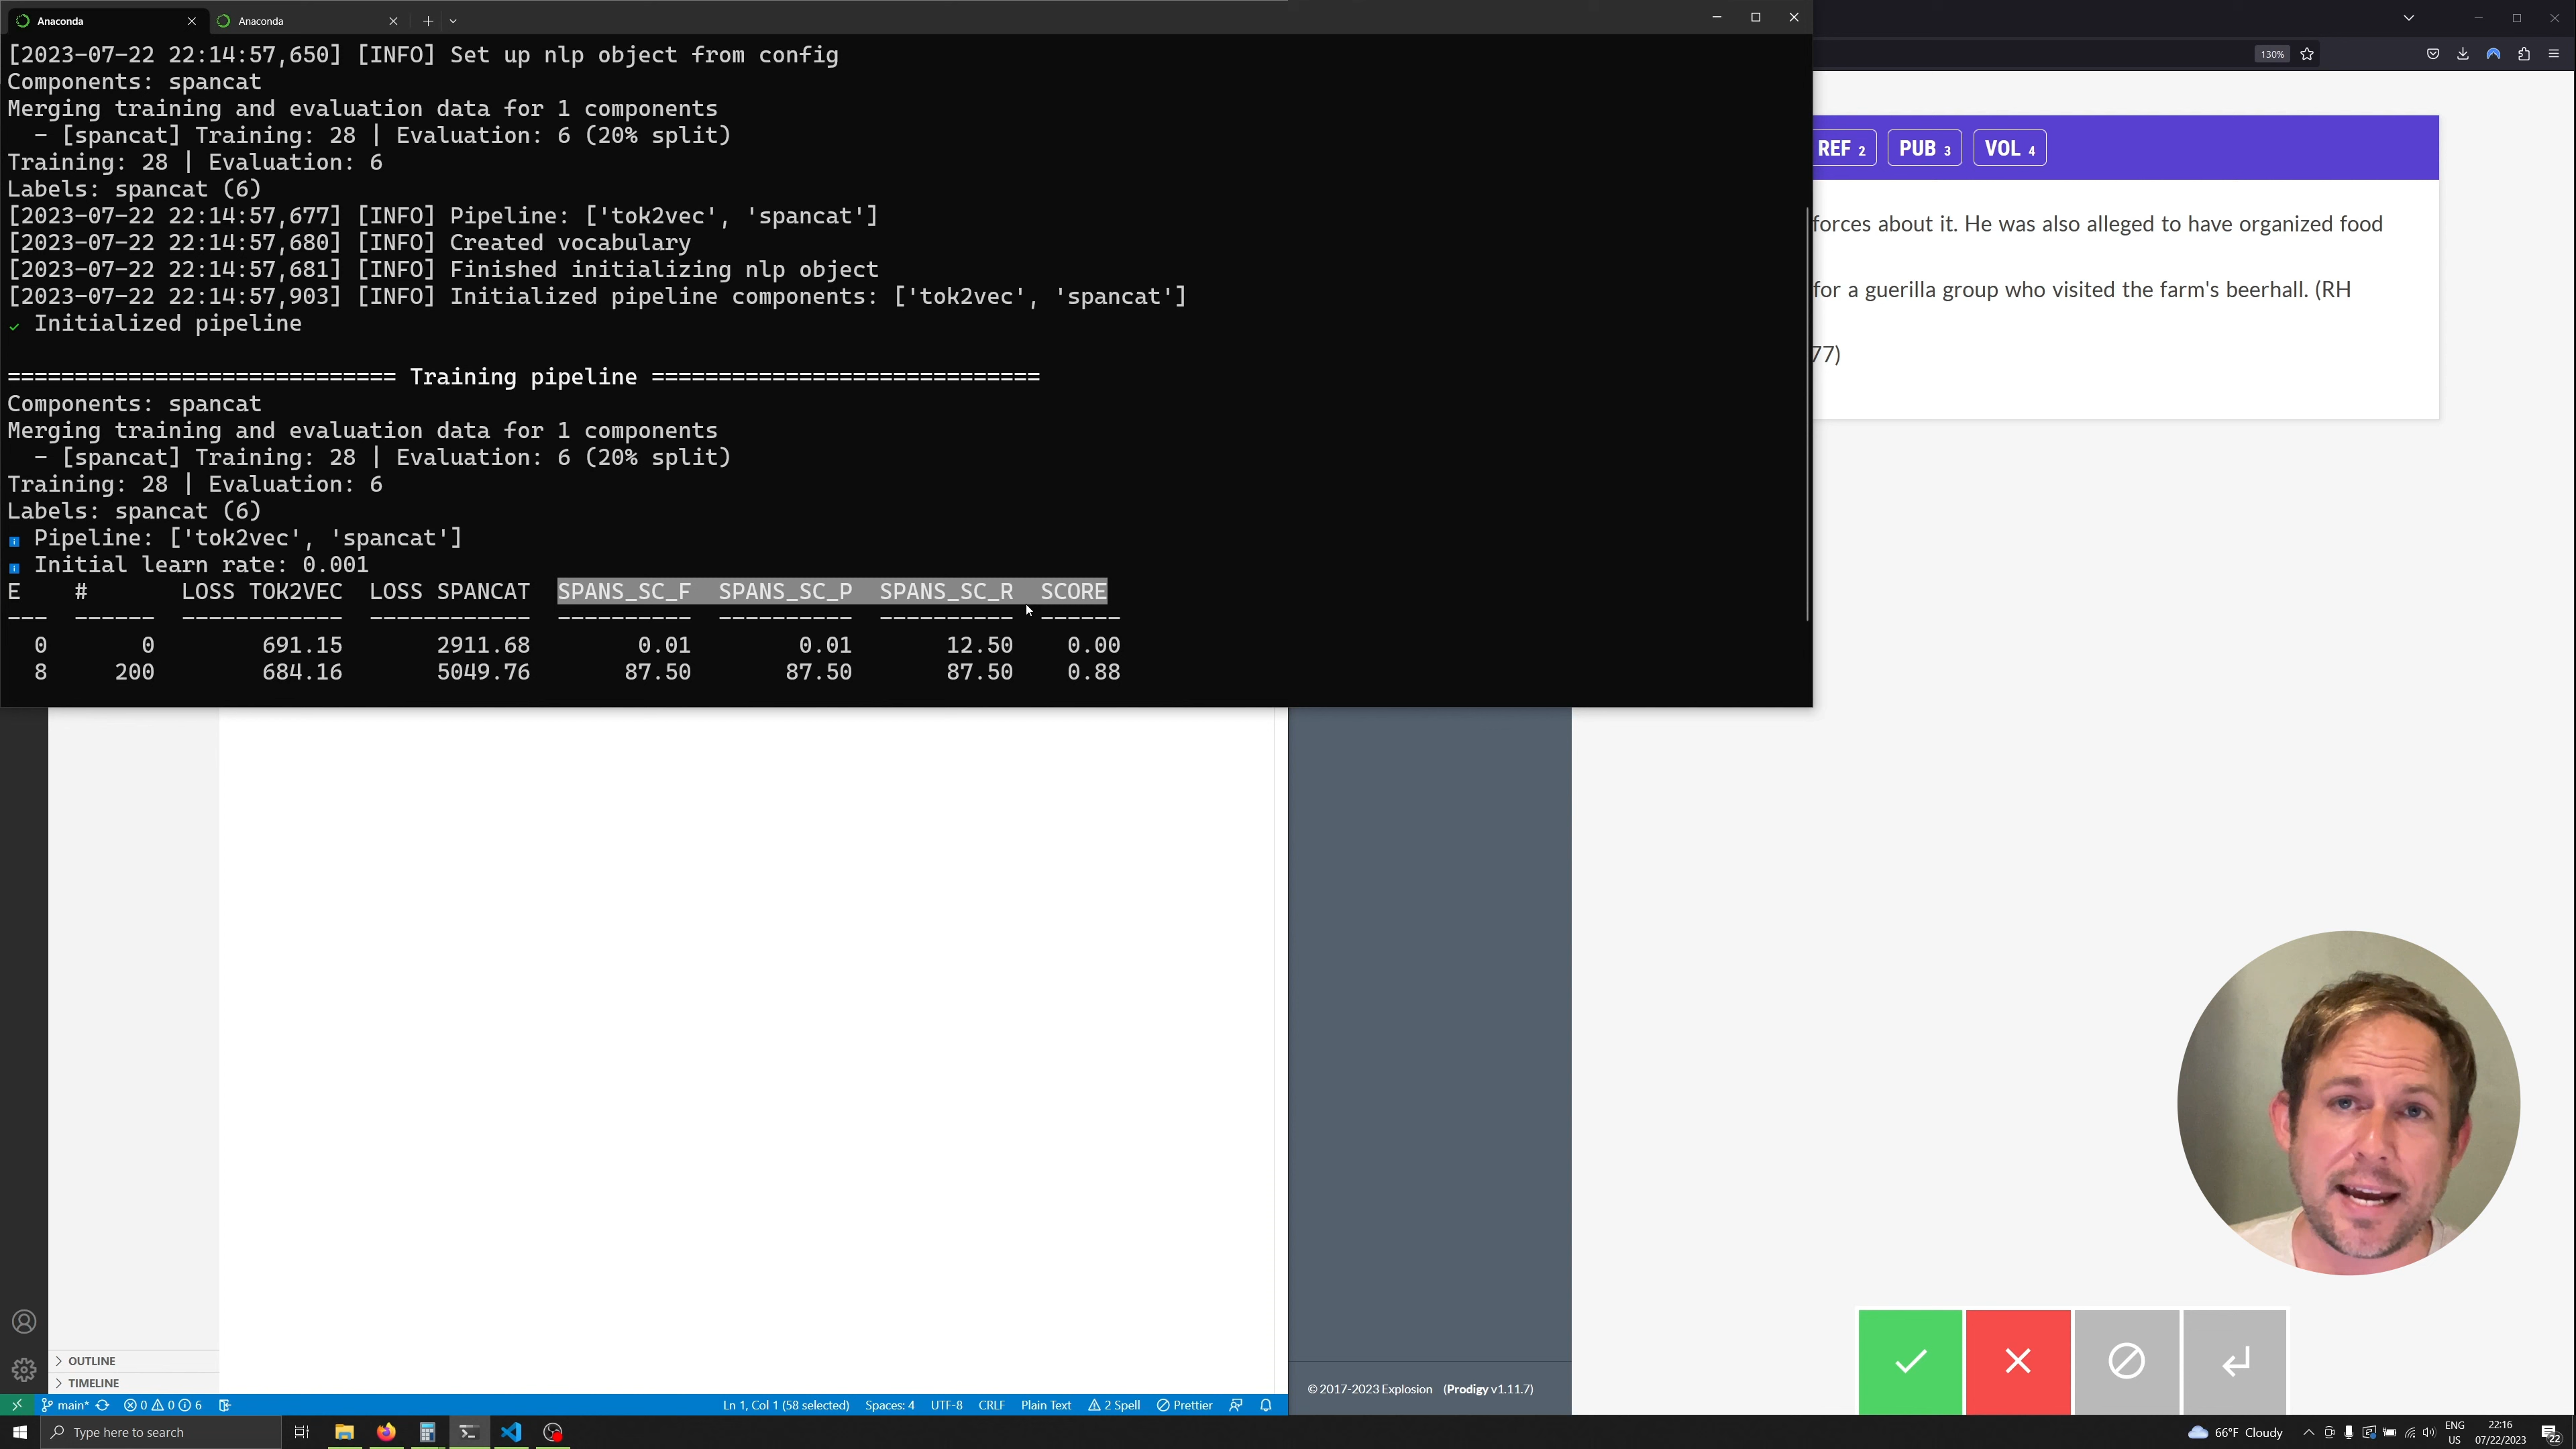 Anaconda
Anaconda
[2023-07-22 22:14:57,650] [INFO] Set up nlp object from config
Components: spancat
Merging training and evaluation data for 1 components
- [spancat] Training: 28 | Evaluation: 6 (20% split)
Training: 28 | Evaluation: 6
Labels: spancat (6)
[2023-07-22 22:14:57,677] [INFO] Pipeline: ['tok2vec', 'spancat']
[2023-07-22 22:14:57,680] [INFO] Created vocabulary
[2023-07-22 22:14:57,681] [INFO] Finished initializing nlp object
[2023-07-22 22:14:57,903] [INFO] Initialized pipeline components: ['tok2vec', 'spancat']
✓ Initialized pipeline
============================= Training pipeline =============================
Components: spancat
Merging training and evaluation data for 1 components
- [spancat] Training: 28 | Evaluation: 6 (20% split)
Training: 28 | Evaluation: 6
Labels: spancat (6)
i Pipeline: ['tok2vec', 'spancat']
i Initial learn rate: 0.001
E # LOSS TOK2VEC LOSS SPANCAT SPANS_SC_F SPANS_SC_P SPANS_SC_R SCORE
--- ------ ------------ ------------ ---------- ---------- ---------- ------
0 0 691.15 2911.68 0.01 0.01 12.50 0.00
8 200 684.16 5049.76 87.50 87.50 87.50 0.88
130%
REF 2 PUB 3 VOL 4
forces about it. He was also alleged to have organized food
for a guerilla group who visited the farm's beerhall. (RH
77)
OUTLINE
TIMELINE
© 2017-2023 Explosion (Prodigy v1.11.7)
main* 0 0 6 Ln 1, Col 1 (58 selected) Spaces: 4 UTF-8 CRLF Plain Text 2 Spell Prettier
Type here to search
66°F Cloudy
ENG
US
22:16
07/22/2023
22